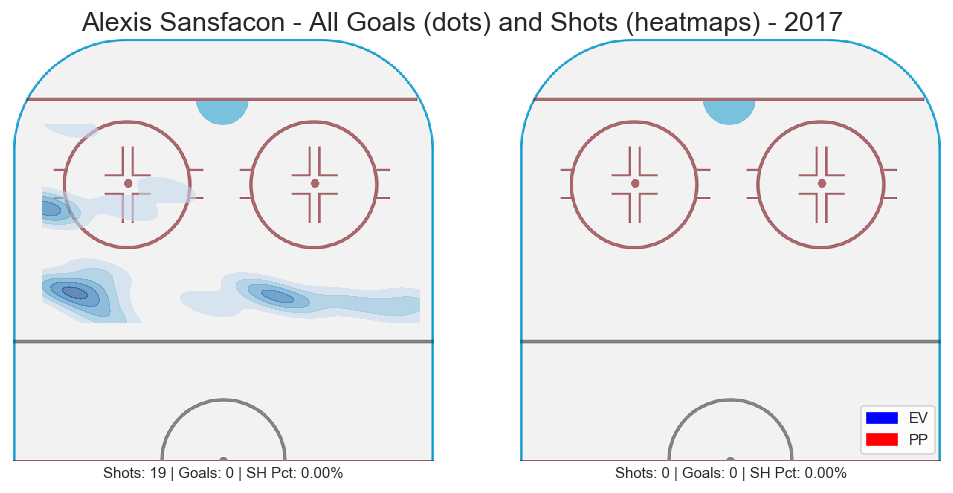 Alexis Sansfacon - All Goals (dots) and Shots (heatmaps) - 2017
EV
PP
Shots: 19 | Goals: 0 | SH Pct: 0.00%
Shots: 0 | Goals: 0 | SH Pct: 0.00%